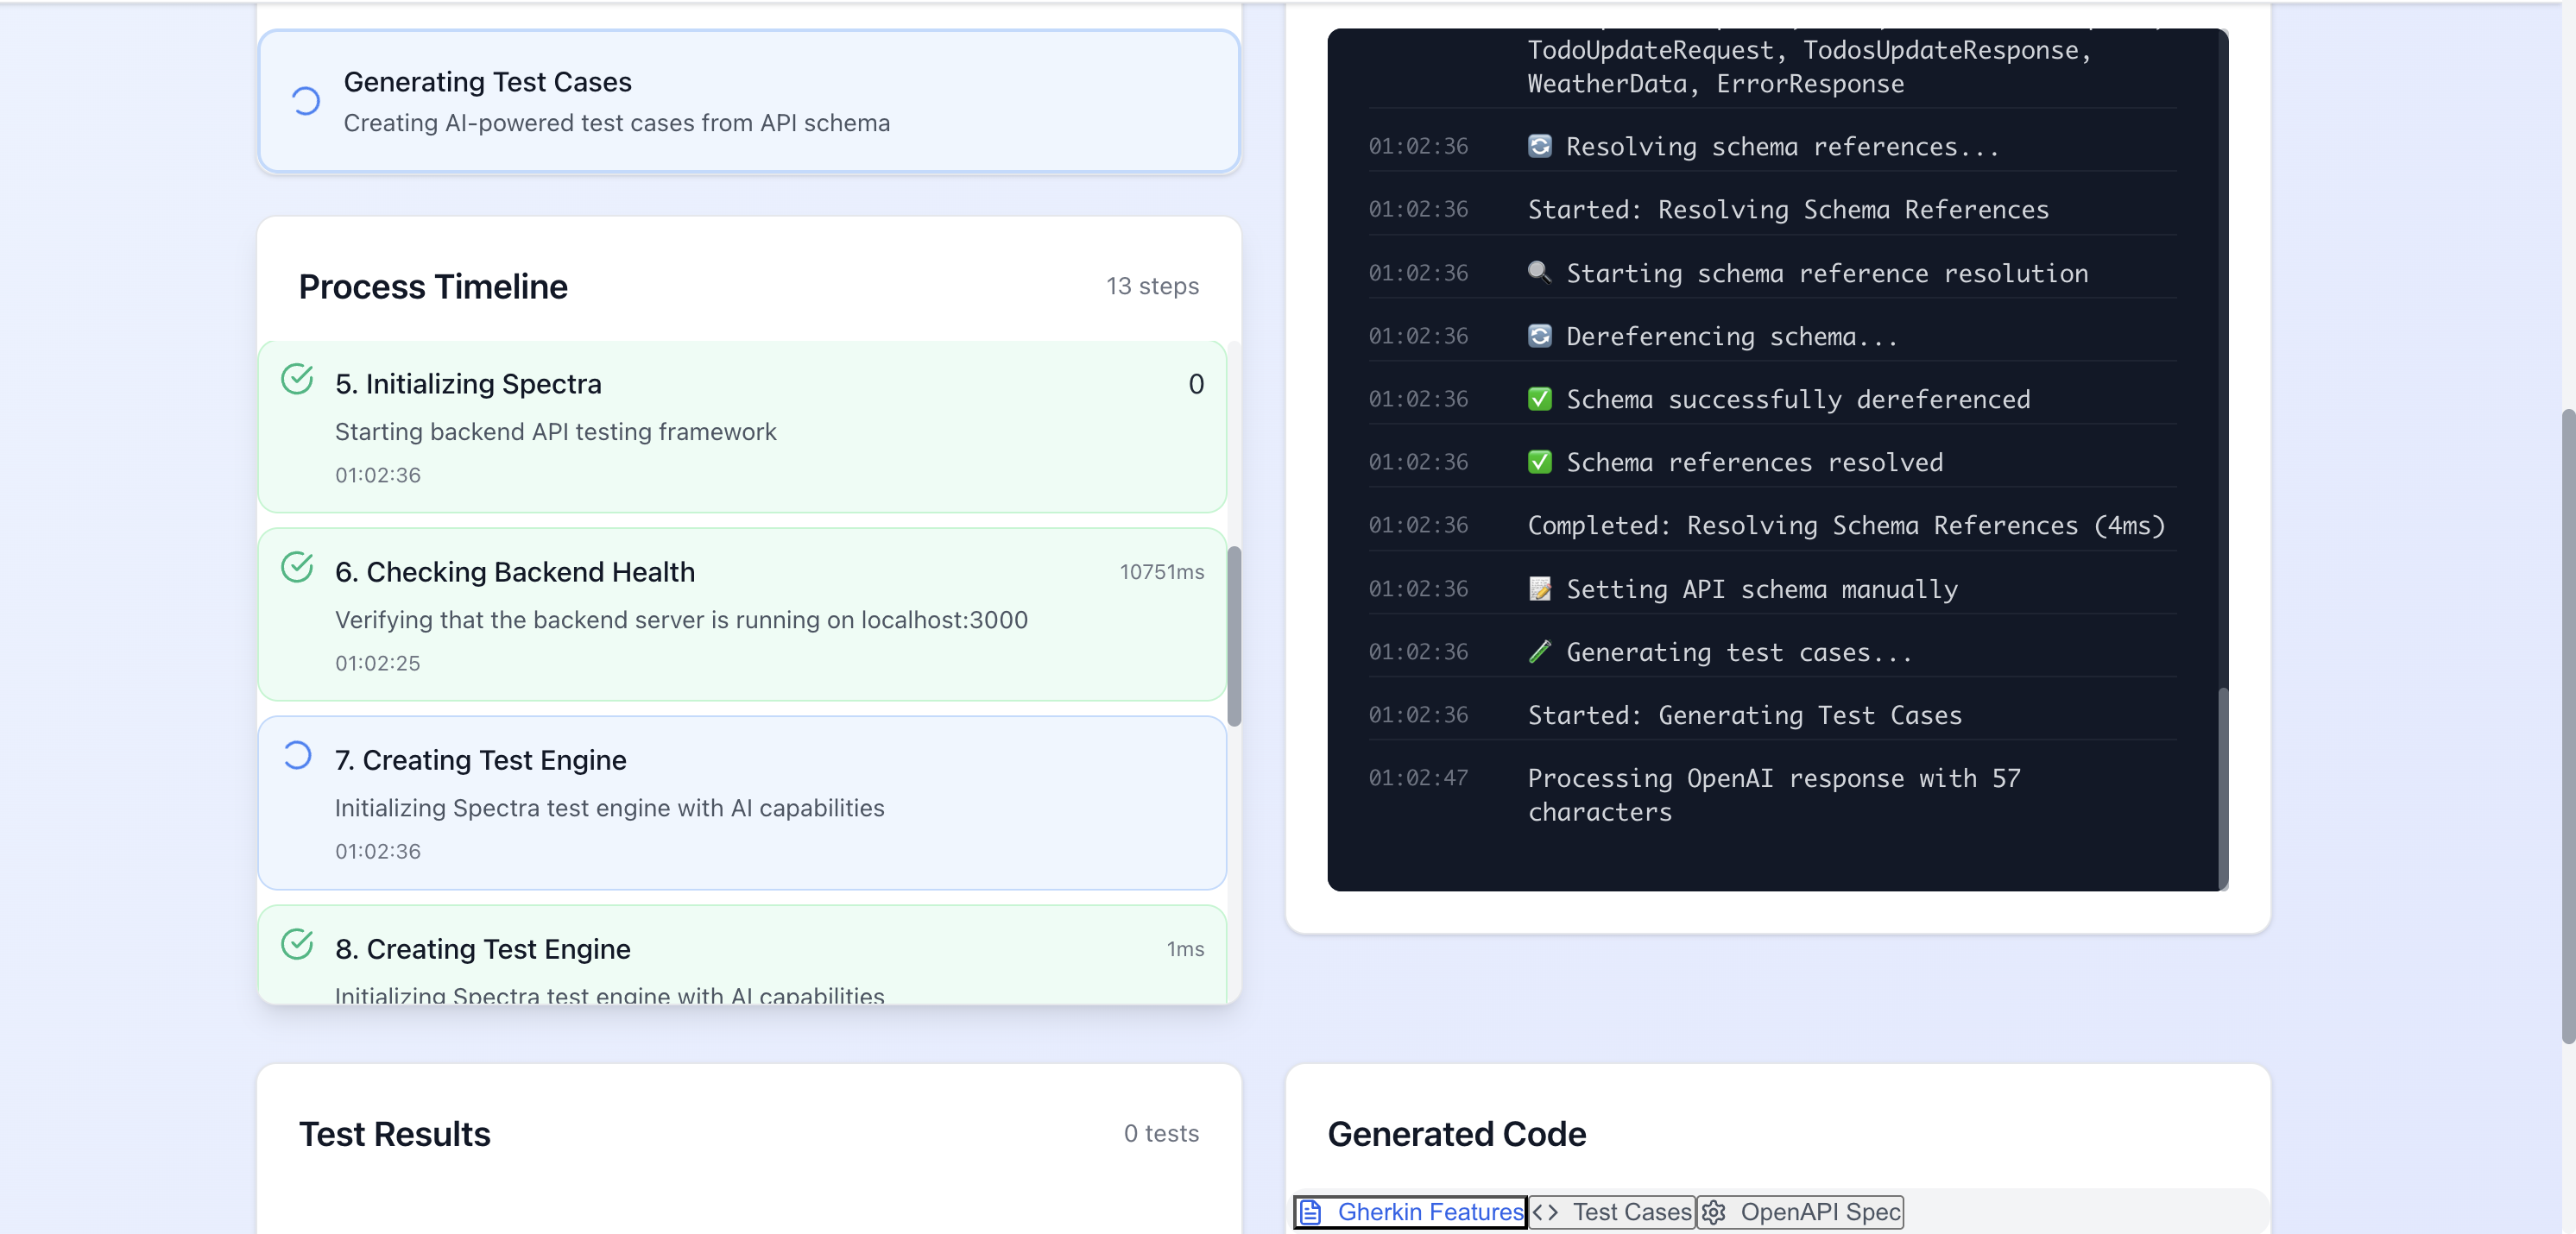 Generating Test Cases
Creating AI-powered test cases from API schema
Process Timeline
13 steps
5. Initializing Spectra
0
Starting backend API testing framework
01:02:36
6. Checking Backend Health
10751ms
Verifying that the backend server is running on localhost:3000
01:02:25
7. Creating Test Engine
Initializing Spectra test engine with AI capabilities
01:02:36
8. Creating Test Engine
1ms
Initializing Spectra test engine with AI capabilities
TodoUpdateRequest, TodosUpdateResponse,
WeatherData, ErrorResponse
01:02:36 Resolving schema references...
01:02:36 Started: Resolving Schema References
01:02:36 Starting schema reference resolution
01:02:36 Dereferencing schema...
01:02:36 Schema successfully dereferenced
01:02:36 Schema references resolved
01:02:36 Completed: Resolving Schema References (4ms)
01:02:36 Setting API schema manually
01:02:36 Generating test cases...
01:02:36 Started: Generating Test Cases
01:02:47 Processing OpenAI response with 57
characters
Test Results
0 tests
Generated Code
Gherkin Features
Test Cases
OpenAPI Spec